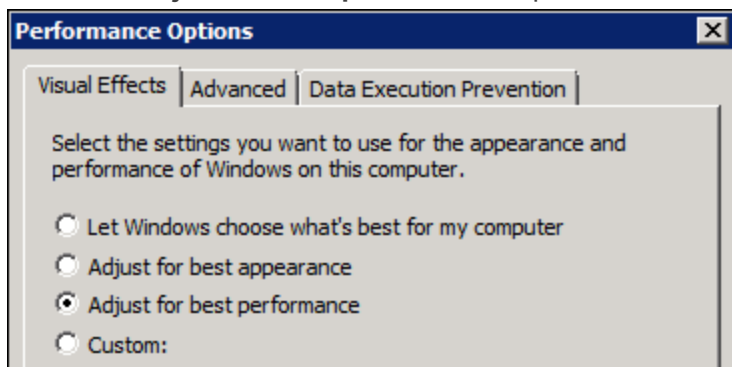 Performance Options
Visual Effects
Advanced
Data Execution Prevention
Select the settings you want to use for the appearance and
performance of Windows on this computer.
Let Windows choose what's best for my computer
Adjust for best appearance
Adjust for best performance
Custom: